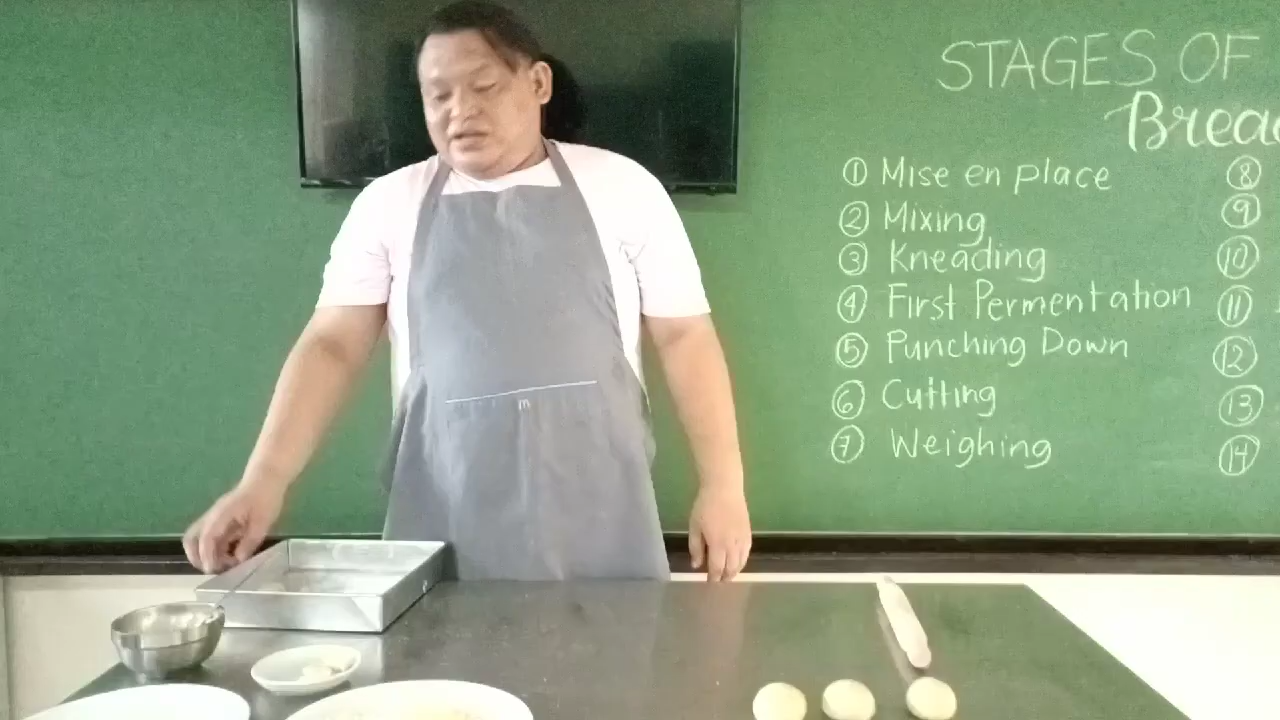 STAGES OF
① Mise en place ⑧
② Mixing ⑨
③ Kneading ⑩
④ First Permentation ⑪
⑤ Punching Down ⑫
⑥ Cutting ⑬
⑦ Weighing ⑭
m